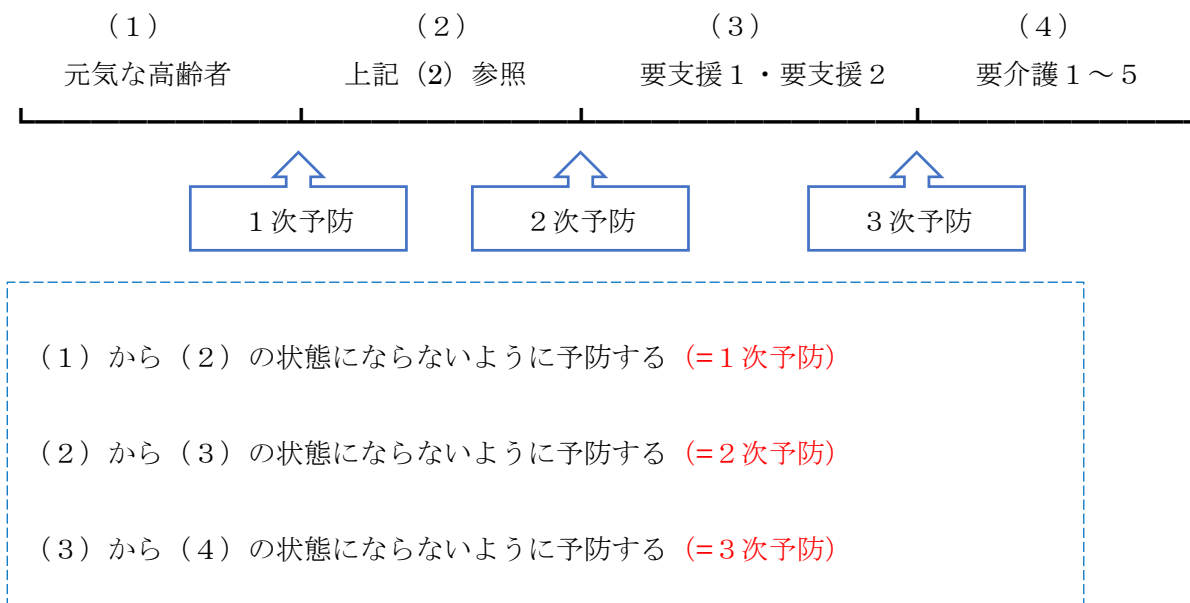 （１）　（２）　（３）　（４）
元気な高齢者　上記（２）参照　要支援１・要支援２　要介護１～５
１次予防　２次予防　３次予防
（１）から（２）の状態にならないように予防する（=１次予防）
（２）から（３）の状態にならないように予防する（=２次予防）
（３）から（４）の状態にならないように予防する（=３次予防）